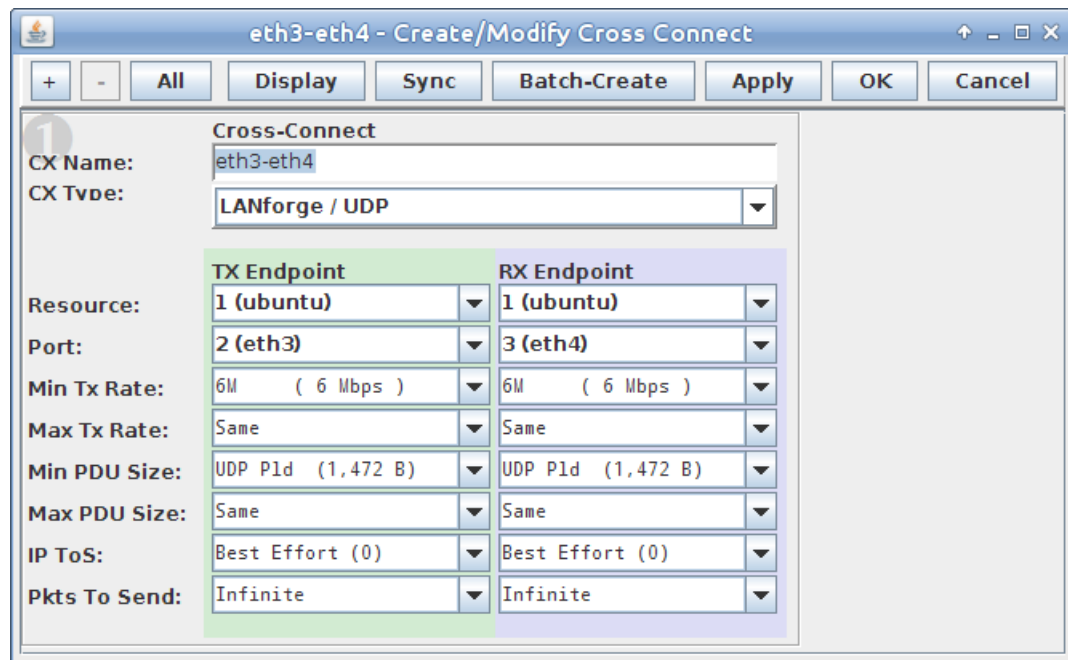 eth3-eth4 - Create/Modify Cross Connect
+ - All Display Sync Batch-Create Apply OK Cancel
1
Cross-Connect
CX Name: eth3-eth4
CX Type: LANforge / UDP
TX Endpoint RX Endpoint
Resource: 1 (ubuntu) 1 (ubuntu)
Port: 2 (eth3) 3 (eth4)
Min Tx Rate: 6M ( 6 Mbps ) 6M ( 6 Mbps )
Max Tx Rate: Same Same
Min PDU Size: UDP Pld (1,472 B) UDP Pld (1,472 B)
Max PDU Size: Same Same
IP ToS: Best Effort (0) Best Effort (0)
Pkts To Send: Infinite Infinite